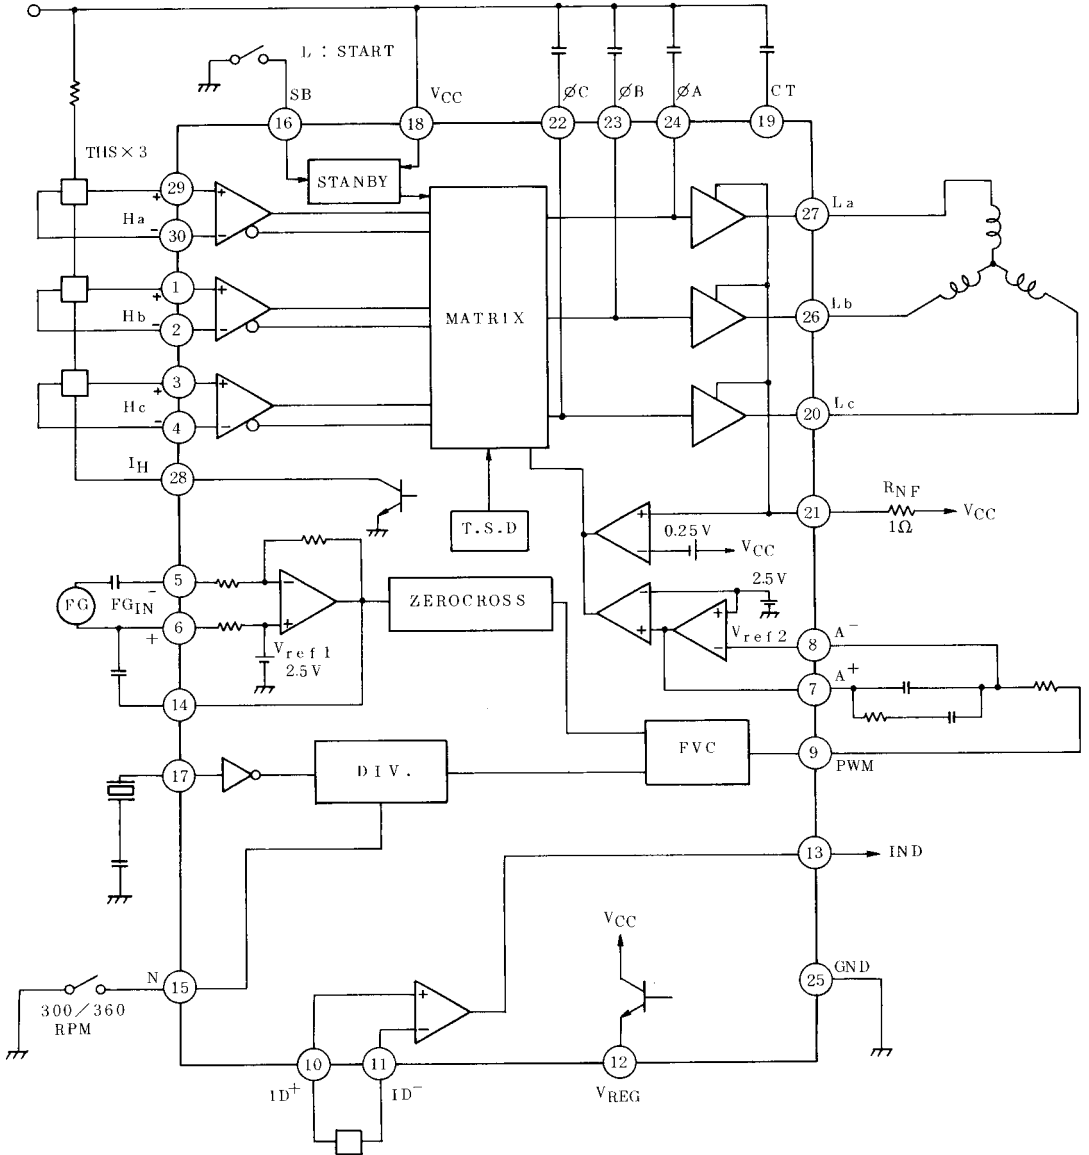 L : START
SB
VCC
øC
øB
øA
CT
16
18
22
23
24
19
THS×3
STANBY
29
+
+
Ha
-
30
-
27
La
1
+
+
Hb
-
2
-
MATRIX
26
Lb
3
+
+
Hc
-
4
-
20
Lc
IH
28
T.S.D
+
-
0.25V
VCC
21
RNF
1Ω
VCC
FG
FGIN
5
-
6
+
-
+
Vref1
2.5V
ZEROCROSS
-
+
+
-
2.5V
Vref2
8
A-
7
A+
14
17
DIV.
FVC
9
PWM
13
IND
N
15
300/360
RPM
+
-
VCC
25
GND
10
11
12
1D+
ID-
VREG